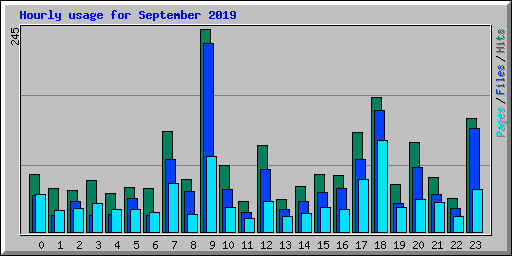 Hourly usage for September 2019
245
Pages/Files/Hits
0 1 2 3 4 5 6 7 8 9 10 11 12 13 14 15 16 17 18 19 20 21 22 23